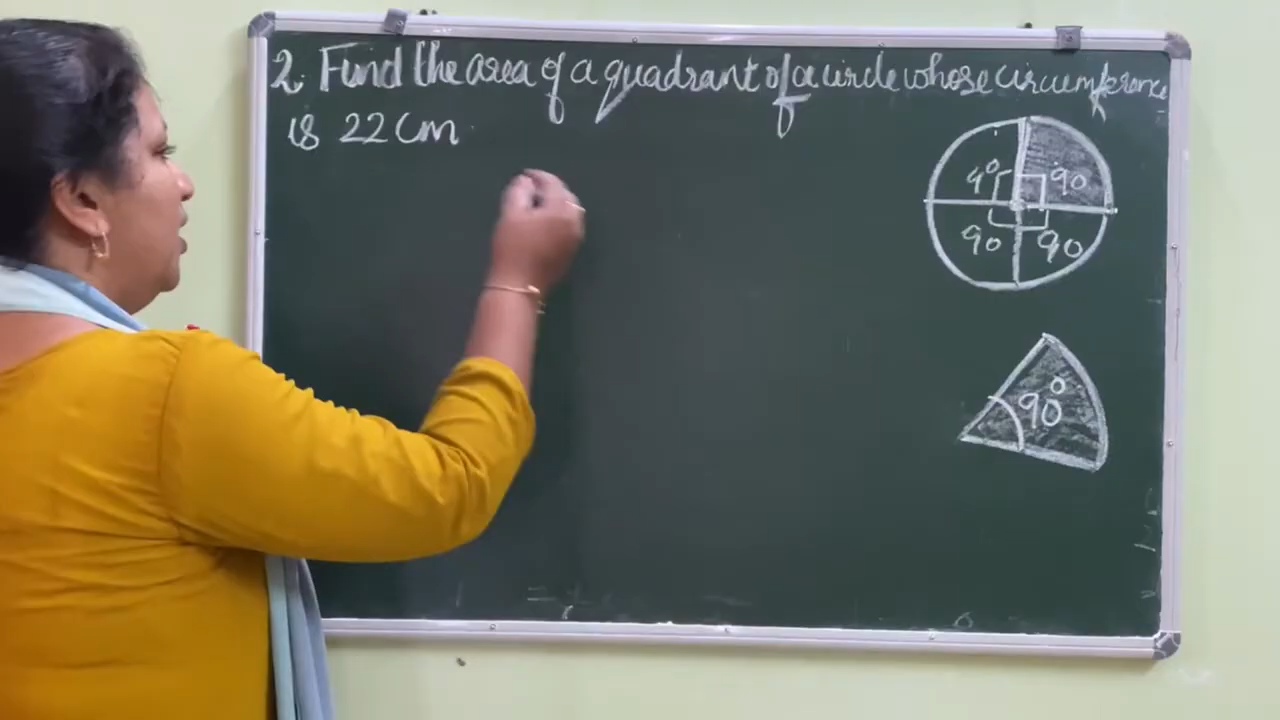 2. Find the area of a quadrant of a circle whose circumference
is 22 Cm.
90
90
90 90
90°